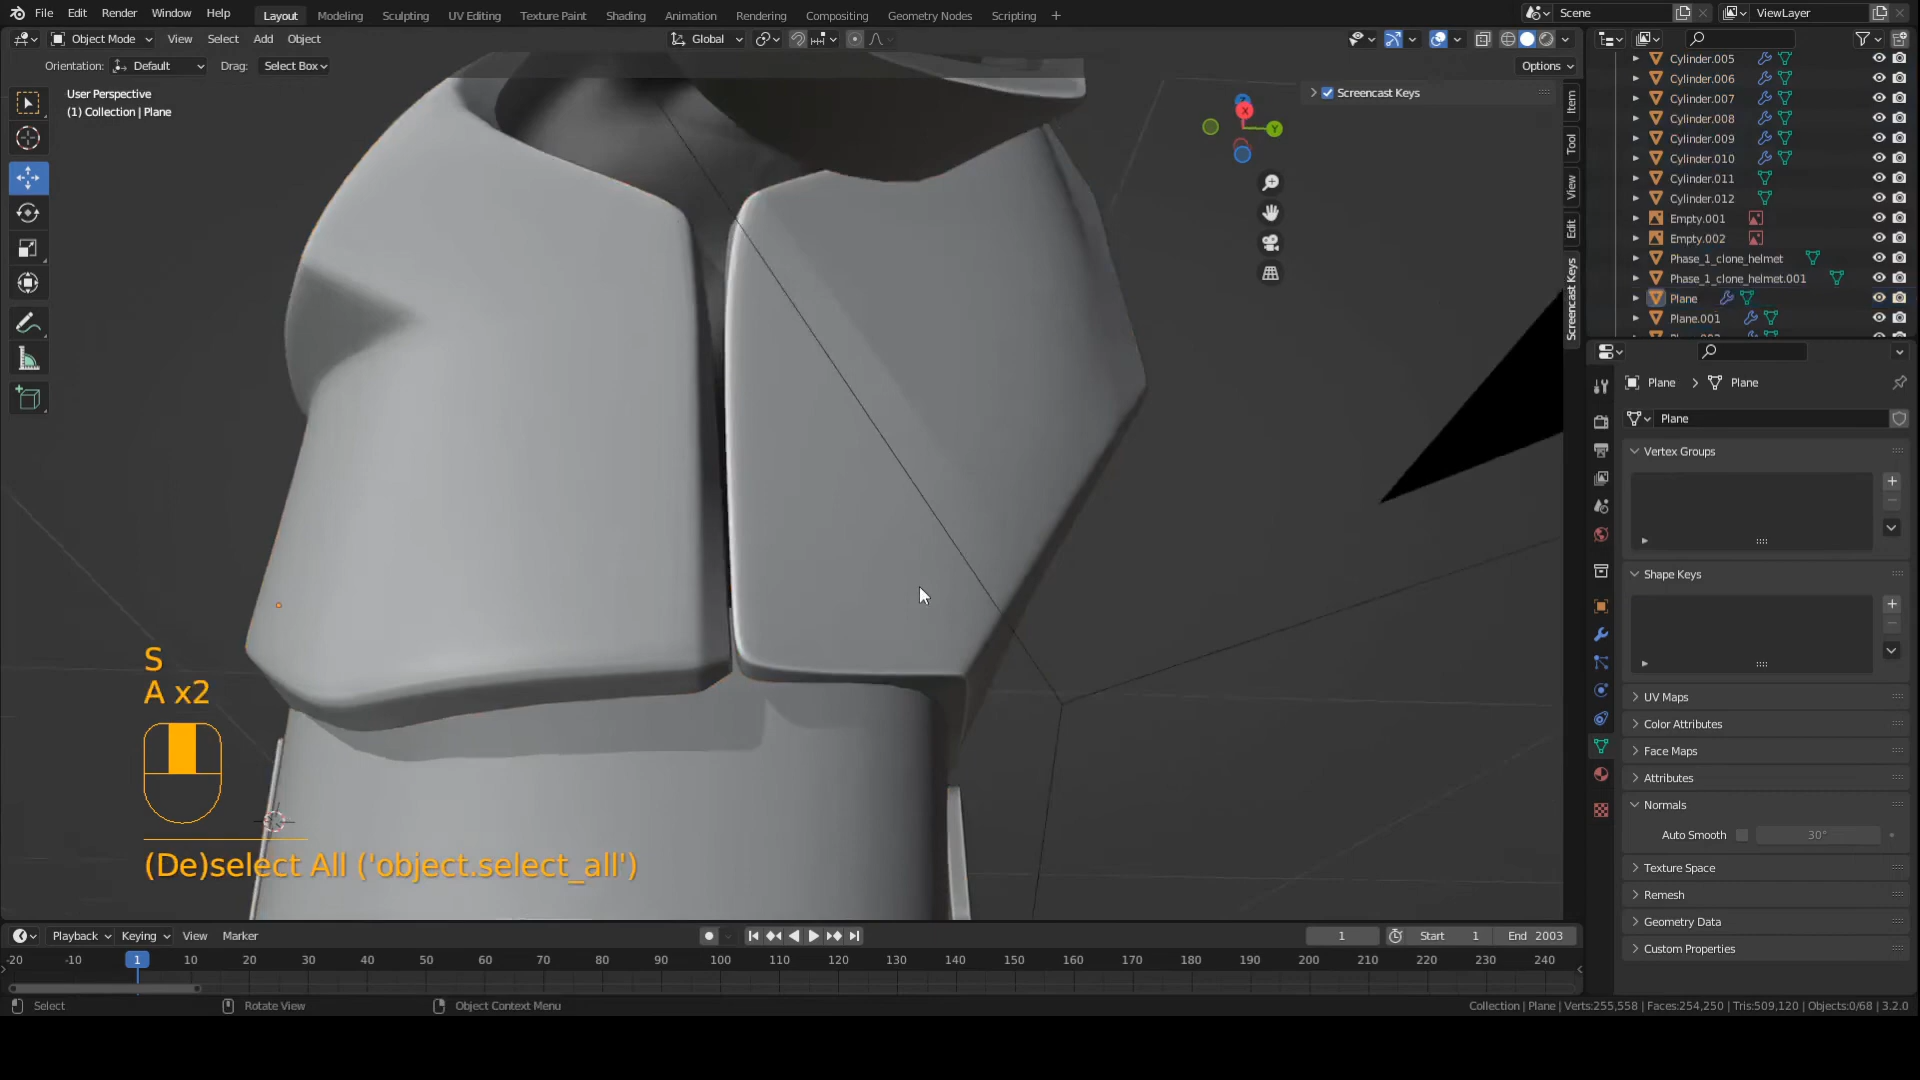 File Edit Render Window Help Layout Modeling Sculpting UV Editing Texture Paint Shading Animation Rendering Compositing Geometry Nodes Scripting + Scene ViewLayer
Object Mode View Select Add Object Global
Orientation: Default Drag: Select Box Options
User Perspective
(1) Collection | Plane
Screencast Keys
Item
Tool
View
Edit
Screencast Keys
X
Y
Cylinder.005
Cylinder.006
Cylinder.007
Cylinder.008
Cylinder.009
Cylinder.010
Cylinder.011
Cylinder.012
Empty.001
Empty.002
Phase_1_clone_helmet
Phase_1_clone_helmet.001
Plane
Plane.001
Plane > Plane
Plane
Vertex Groups
Shape Keys
UV Maps
Color Attributes
Face Maps
Attributes
Normals
Auto Smooth 30°
Texture Space
Remesh
Geometry Data
Custom Properties
S
A x2
(De)select All ('object.select_all')
Playback Keying View Marker 1 Start 1 End 2003
-20 -10 1 10 20 30 40 50 60 70 80 90 100 110 120 130 140 150 160 170 180 190 200 210 220 230 240
Select Rotate View Object Context Menu Collection | Plane | Verts:255,558 | Faces:254,250 | Tris:509,120 | Objects:0/68 | 3.2.0